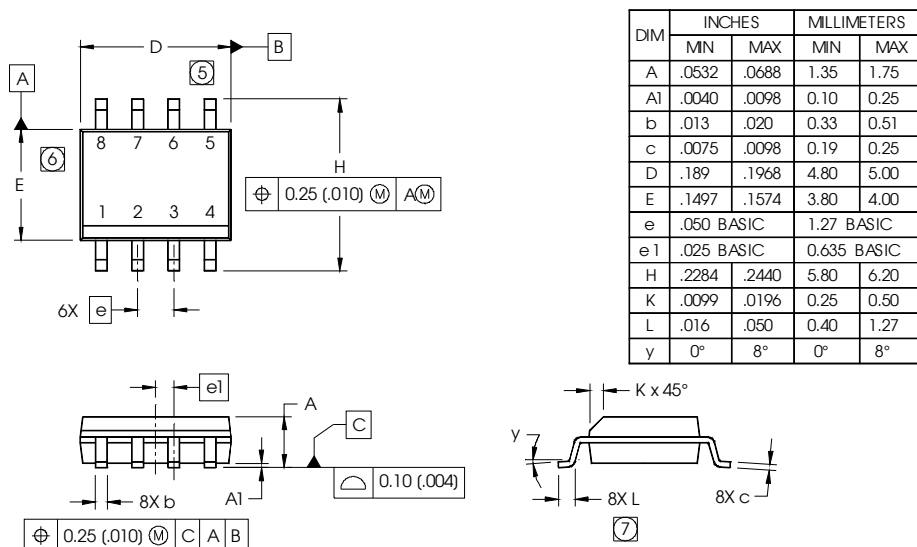 D
B
5
A
8 7 6 5
6
E
H
⌖ 0.25 (.010) Ⓜ AⓂ
1 2 3 4
6X e
e1
A
C
⌓ 0.10 (.004)
A1
8X b
⌖ 0.25 (.010) Ⓜ C A B
DIM INCHES MILLIMETERS
MIN MAX MIN MAX
A .0532 .0688 1.35 1.75
A1 .0040 .0098 0.10 0.25
b .013 .020 0.33 0.51
c .0075 .0098 0.19 0.25
D .189 .1968 4.80 5.00
E .1497 .1574 3.80 4.00
e .050 BASIC 1.27 BASIC
e1 .025 BASIC 0.635 BASIC
H .2284 .2440 5.80 6.20
K .0099 .0196 0.25 0.50
L .016 .050 0.40 1.27
y 0° 8° 0° 8°
K x 45°
y
8X L
8X c
7